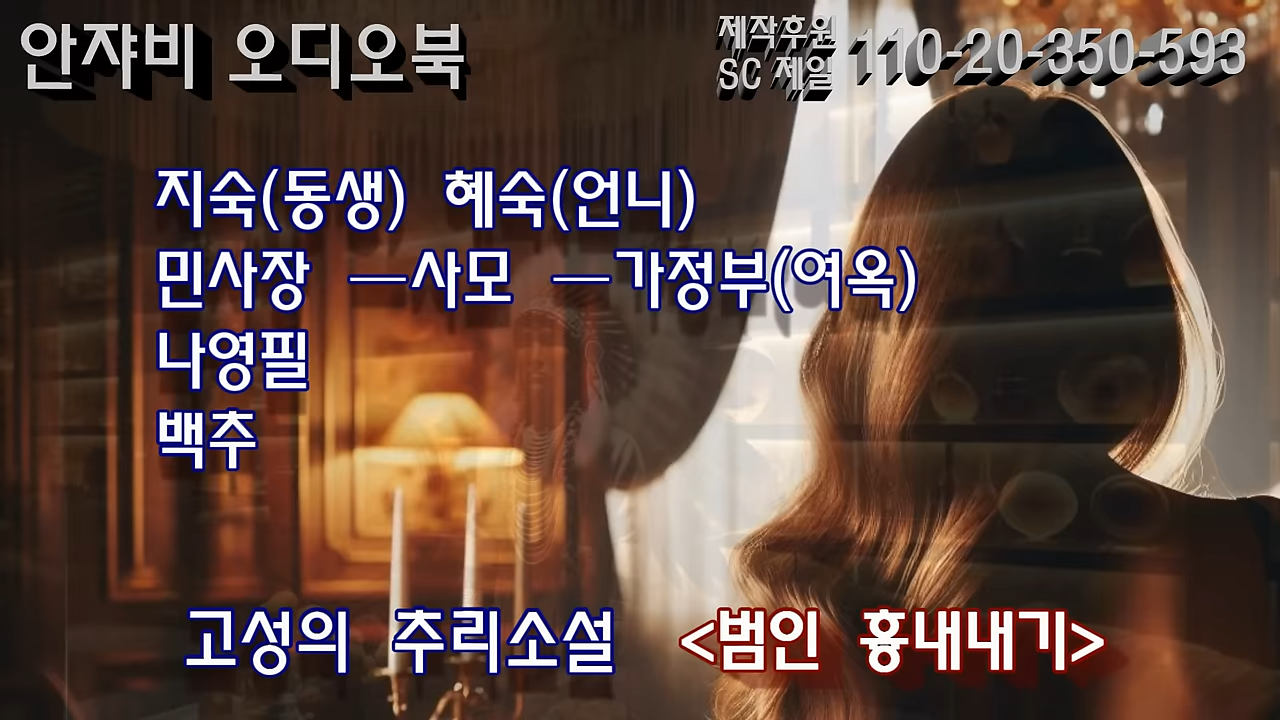 안쟈비 오디오북
제작후원
SC 제일 110-20-350-593
지숙(동생) 혜숙(언니)
민사장 —사모 —가정부(여옥)
나영필
백추
고성의 추리소설 <범인 흉내내기>